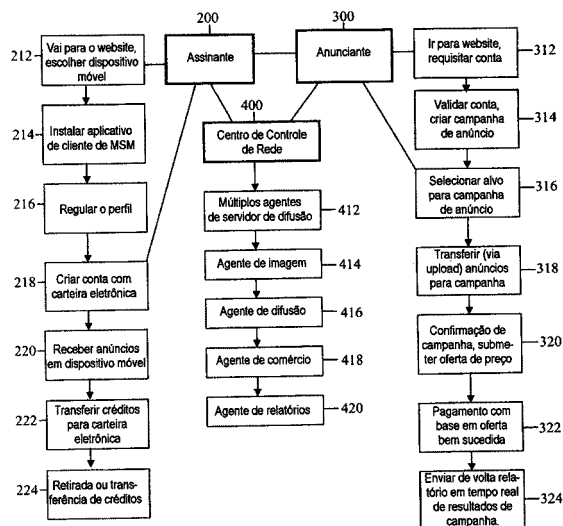 200
300
212
Vai para o website,
escolher dispositivo
móvel
Assinante
Anunciante
Ir para website,
requisitar conta
312
400
214
Instalar aplicativo
de cliente de MSM
Centro de Controle
de Rede
Validar conta,
criar campanha
de anúncio
314
216
Regular o perfil
Múltiplos agentes
de servidor de difusão
412
Selecionar alvo
para campanha
de anúncio
316
218
Criar conta com
carteira eletrônica
Agente de imagem
414
Transferir (via
upload) anúncios
para campanha
318
220
Receber anúncios
em dispositivo móvel
Agente de difusão
416
Confirmação de
campanha, subme-
ter oferta de preço
320
Agente de comércio
418
222
Transferir créditos
para carteira
eletrônica
Agente de relatórios
420
Pagamento com
base em oferta
bem sucedida
322
224
Retirada ou trans-
ferência de créditos
Enviar de volta rela-
tório em tempo real
de resultados de
campanha.
324